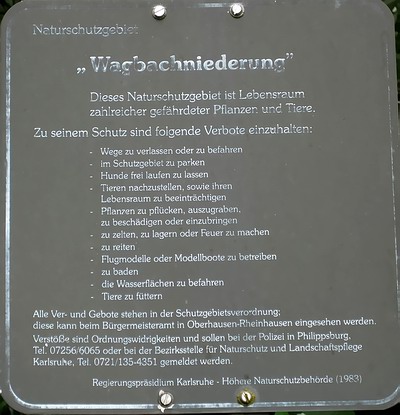 Naturschutzgebiet
„Wagbachniederung"
Dieses Naturschutzgebiet ist Lebensraum
zahlreicher gefährdeter Pflanzen und Tiere.
Zu seinem Schutz sind folgende Verbote einzuhalten:
- Wege zu verlassen oder zu befahren
- im Schutzgebiet zu parken
- Hunde frei laufen zu lassen
- Tieren nachzustellen, sowie ihren
Lebensraum zu beeinträchtigen
- Pflanzen zu pflücken, auszugraben,
zu beschädigen oder einzubringen
- zu zelten, zu lagern oder Feuer zu machen
- zu reiten
- Flugmodelle oder Modellboote zu betreiben
- zu baden
- die Wasserflächen zu befahren
- Tiere zu füttern
Alle Ver- und Gebote stehen in der Schutzgebietsverordnung;
diese kann beim Bürgermeisteramt in Oberhausen-Rheinhausen eingesehen werden.
Verstöße sind Ordnungswidrigkeiten und sollen bei der Polizei in Philippsburg,
Tel. 07256/6065 oder bei der Bezirksstelle für Naturschutz und Landschaftspflege
Karlsruhe, Tel. 0721/135-4351 gemeldet werden.
Regierungspräsidium Karlsruhe - Höhere Naturschutzbehörde (1983)